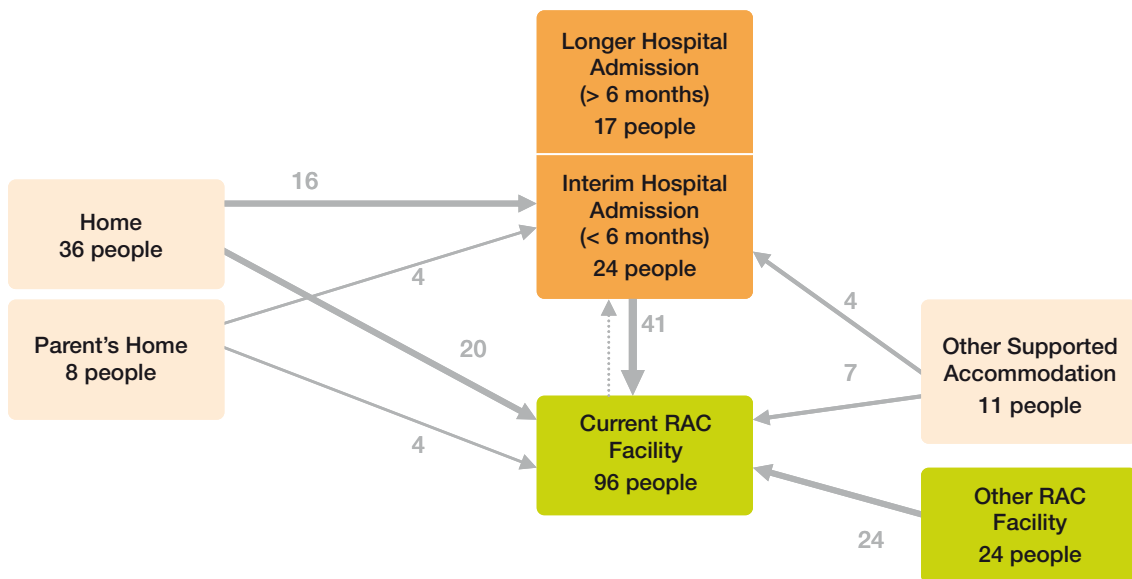 Longer Hospital
Admission
(> 6 months)
17 people
Interim Hospital
Admission
(< 6 months)
24 people
16
Home
36 people
4
Parent's Home
8 people
20
4
41
4
7
Other Supported
Accommodation
11 people
Current RAC
Facility
96 people
24
Other RAC
Facility
24 people